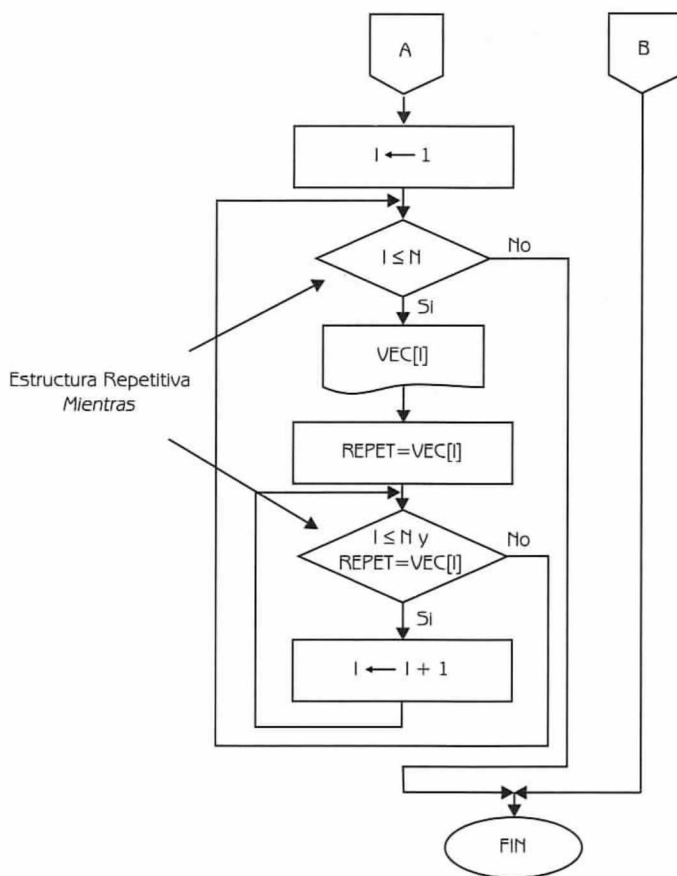 A
B
I ← 1
I ≤ N
No
Si
VEC[I]
Estructura Repetitiva
Mientras
REPET=VEC[I]
I ≤ N y
REPET=VEC[I]
No
Si
I ← I + 1
FIN